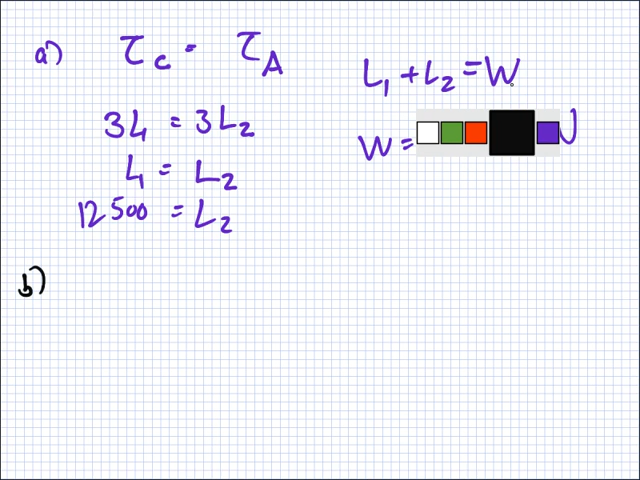 a) τc = τA
3L₁ = 3L₂
L₁ = L₂
12500 = L₂
L₁ + L₂ = W
W =
b)